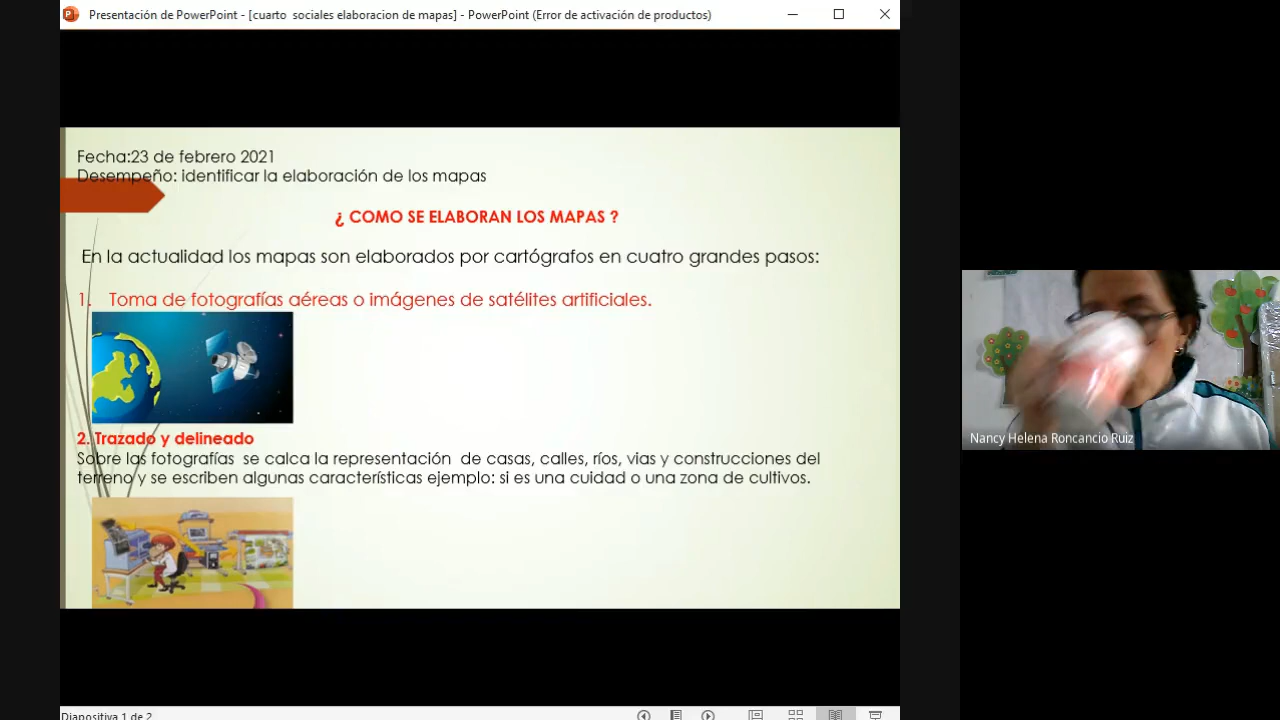 Presentación de PowerPoint - [cuarto sociales elaboracion de mapas] - PowerPoint (Error de activación de productos)
Fecha:23 de febrero 2021
Desempeño: identificar la elaboración de los mapas
¿ COMO SE ELABORAN LOS MAPAS ?
En la actualidad los mapas son elaborados por cartógrafos en cuatro grandes pasos:
1. Toma de fotografías aéreas o imágenes de satélites artificiales.
2. Trazado y delineado
Sobre las fotografías se calca la representación de casas, calles, ríos, vias y construcciones del
terreno y se escriben algunas características ejemplo: si es una cuidad o una zona de cultivos.
Nancy Helena Roncancio Ruiz
Diapositiva 1 de 2